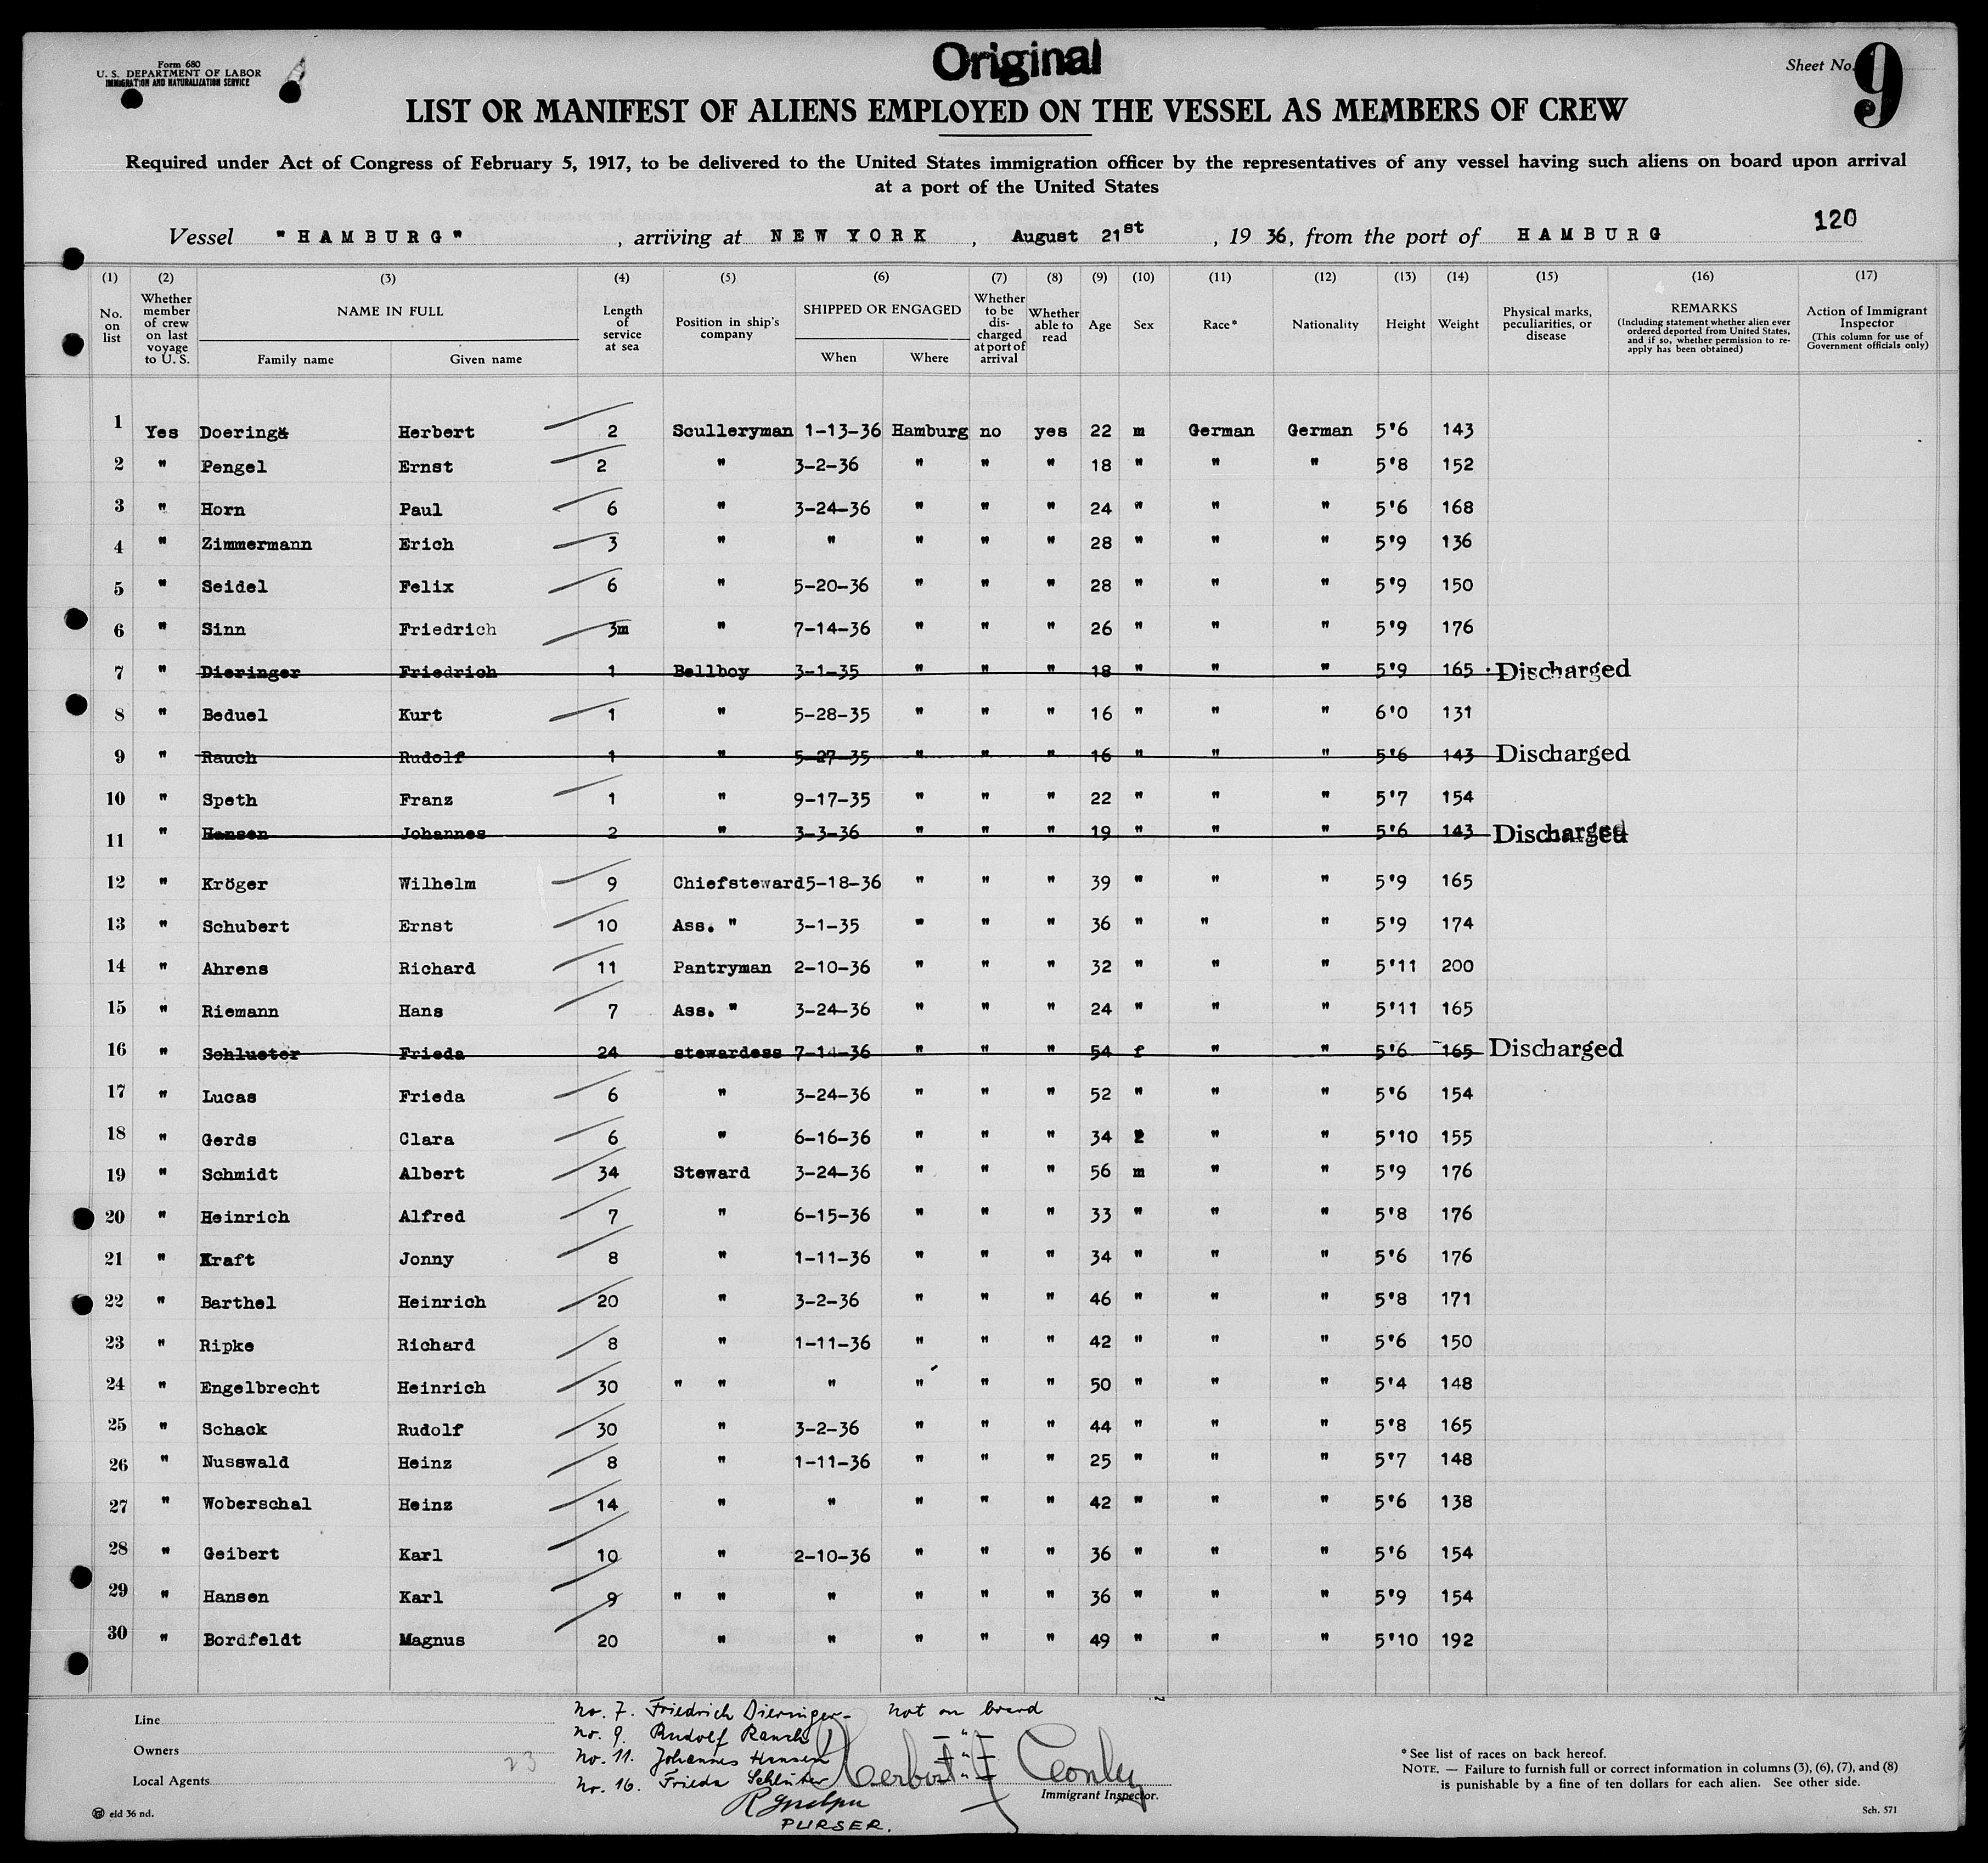 Form 680
U. S. DEPARTMENT OF LABOR
IMMIGRATION AND NATURALIZATION SERVICE
Original
Sheet No. 9
LIST OR MANIFEST OF ALIENS EMPLOYED ON THE VESSEL AS MEMBERS OF CREW
Required under Act of Congress of February 5, 1917, to be delivered to the United States immigration officer by the representatives of any vessel having such aliens on board upon arrival
at a port of the United States
120
Vessel "HAMBURG", arriving at NEW YORK, August 21st, 1936, from the port of HAMBURG
(1) (2) (3) (4) (5) (6) (7) (8) (9) (10) (11) (12) (13) (14) (15) (16) (17)
No. on list | Whether member of crew on last voyage to U. S. | NAME IN FULL Family name Given name | Length of service at sea | Position in ship's company | SHIPPED OR ENGAGED When Where | Whether to be discharged at port of arrival | Whether able to read | Age | Sex | Race* | Nationality | Height | Weight | Physical marks, peculiarities, or disease | REMARKS (Including statement whether alien ever ordered deported from United States, and if so, whether permission to reapply has been obtained) | Action of Immigrant Inspector (This column for use of Government officials only)
1 Yes Doering Herbert 2 Sculleryman 1-13-36 Hamburg no yes 22 m German German 5'6 143
2 " Pengel Ernst 2 " 3-2-36 " " " 18 " " " 5'8 152
3 " Horn Paul 6 " 3-24-36 " " " 24 " " " 5'6 168
4 " Zimmermann Erich 3 " " " " " 28 " " " 5'9 136
5 " Seidel Felix 6 " 5-20-36 " " " 28 " " " 5'9 150
6 " Sinn Friedrich 3m " 7-14-36 " " " 26 " " " 5'9 176
7 " Dieringer Friedrich 1 Bellboy 3-1-35 " " " 18 " " " 5'9 165 Discharged
8 " Beduel Kurt 1 " 5-28-35 " " " 16 " " " 6'0 131
9 " Rauch Rudolf 1 " 5-27-35 " " " 16 " " " 5'6 143 Discharged
10 " Speth Franz 1 " 9-17-35 " " " 22 " " " 5'7 154
11 " Hansen Johannes 2 " 3-3-36 " " " 19 " " " 5'6 143 Discharged
12 " Kröger Wilhelm 9 Chiefsteward 5-18-36 " " " 39 " " " 5'9 165
13 " Schubert Ernst 10 Ass. " 3-1-35 " " " 36 " " " 5'9 174
14 " Ahrens Richard 11 Pantryman 2-10-36 " " " 32 " " " 5'11 200
15 " Riemann Hans 7 Ass. " 3-24-36 " " " 24 " " " 5'11 165
16 " Schlueter Frieda 24 stewardess 7-14-36 " " " 54 f " " 5'6 165 Discharged
17 " Lucas Frieda 6 " 3-24-36 " " " 52 " " " 5'6 154
18 " Gerds Clara 6 " 6-16-36 " " " 34 " " 5'10 155
19 " Schmidt Albert 34 Steward 3-24-36 " " " 56 m " " 5'9 176
20 " Heinrich Alfred 7 " 6-15-36 " " " 33 " " " 5'8 176
21 " Kraft Jonny 8 " 1-11-36 " " " 34 " " " 5'6 176
22 " Barthel Heinrich 20 " 3-2-36 " " " 46 " " " 5'8 171
23 " Ripke Richard 8 " 1-11-36 " " " 42 " " " 5'6 150
24 " Engelbrecht Heinrich 30 " " " " " " 50 " " " 5'4 148
25 " Schack Rudolf 30 " 3-2-36 " " " 44 " " " 5'8 165
26 " Nusswald Heinz 8 " 1-11-36 " " " 25 " " " 5'7 148
27 " Woberschal Heinz 14 " " " " " 42 " " " 5'6 138
28 " Geibert Karl 10 " 2-10-36 " " " 36 " " " 5'6 154
29 " Hansen Karl 9 " " " " " " 36 " " " 5'9 154
30 " Bordfeldt Magnus 20 " " " " " 49 " " " 5'10 192
No. 7. Friedrich Dieringer - not on board
No. 9. Rudolf Rauch — " —
No. 11. Johannes Hansen — " —
No. 16. Frieda Schlüter — " —
Line
Owners
Local Agents
23
Herbert F Conley
Immigrant Inspector.
PURSER.
*See list of races on back hereof.
NOTE. — Failure to furnish full or correct information in columns (3), (6), (7), and (8)
is punishable by a fine of ten dollars for each alien. See other side.
eld 36 nd.
Sch. 571